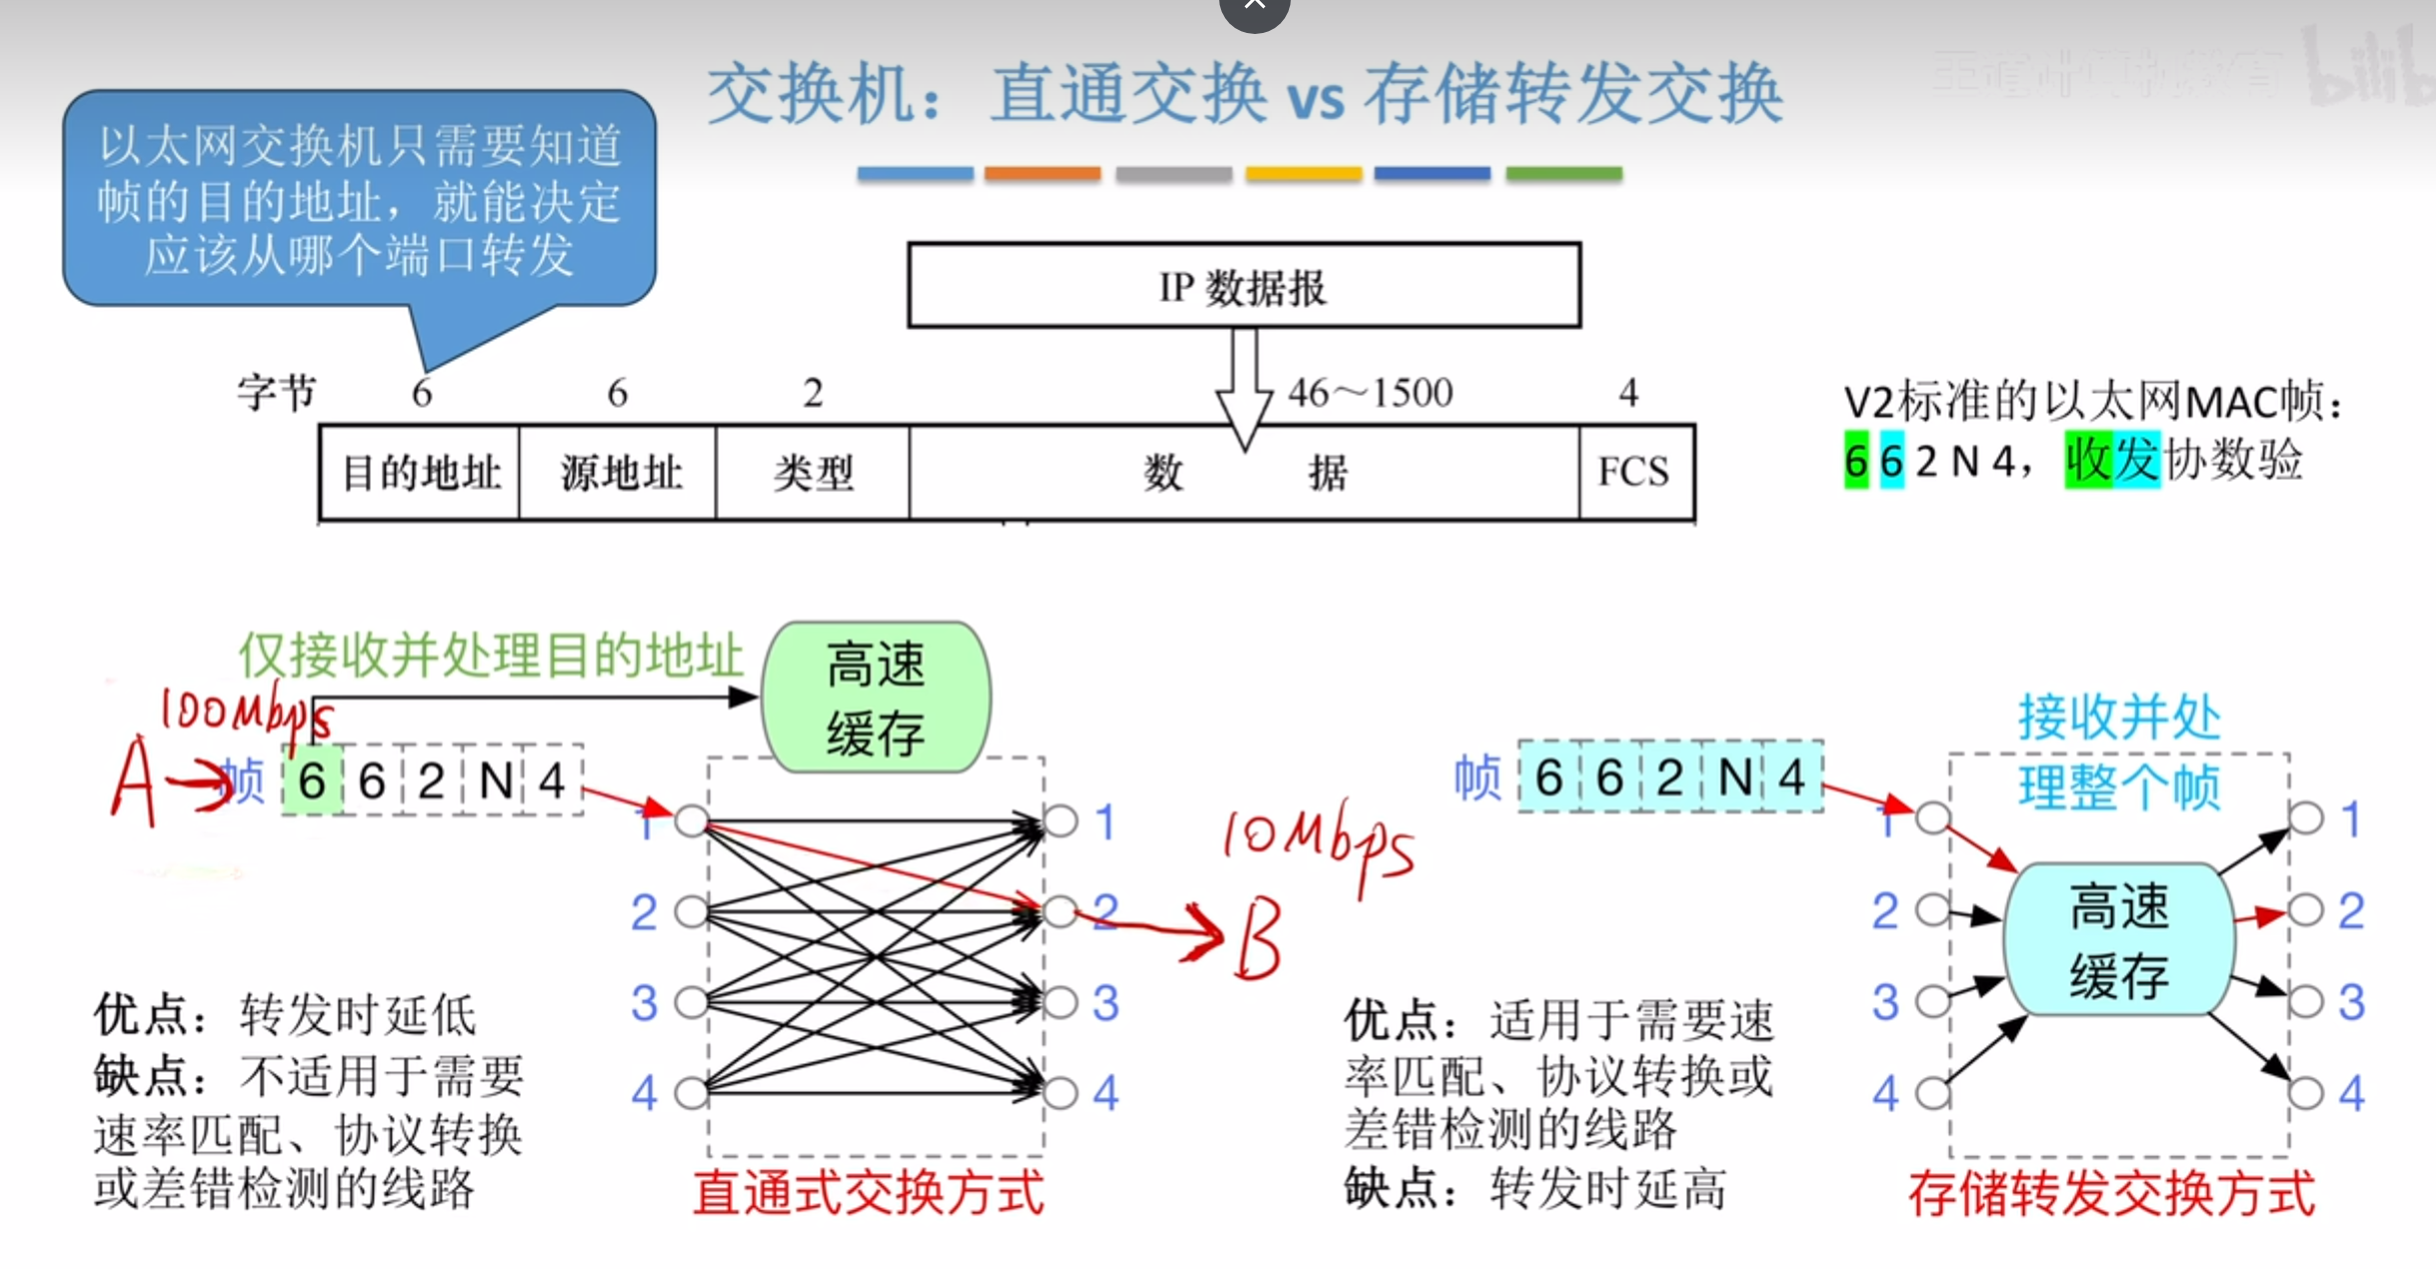 交换机：直通交换 vs 存储转发交换
以太网交换机只需要知道
帧的目的地址，就能决定
应该从哪个端口转发
IP 数据报
字节 6 6 2 46～1500 4
目的地址 源地址 类型 数 据 FCS
V2标准的以太网MAC帧：
6 6 2 N 4，收发协数验
仅接收并处理目的地址
高速
缓存
100Mbps
A
帧 6 6 2 N 4
1 1
2 2
3 3
4 4
10Mbps
B
优点：转发时延低
缺点：不适用于需要
速率匹配、协议转换
或差错检测的线路
直通式交换方式
接收并处
理整个帧
帧 6 6 2 N 4
1 1
2 2
3 3
4 4
高速
缓存
优点：适用于需要速
率匹配、协议转换或
差错检测的线路
缺点：转发时延高
存储转发交换方式